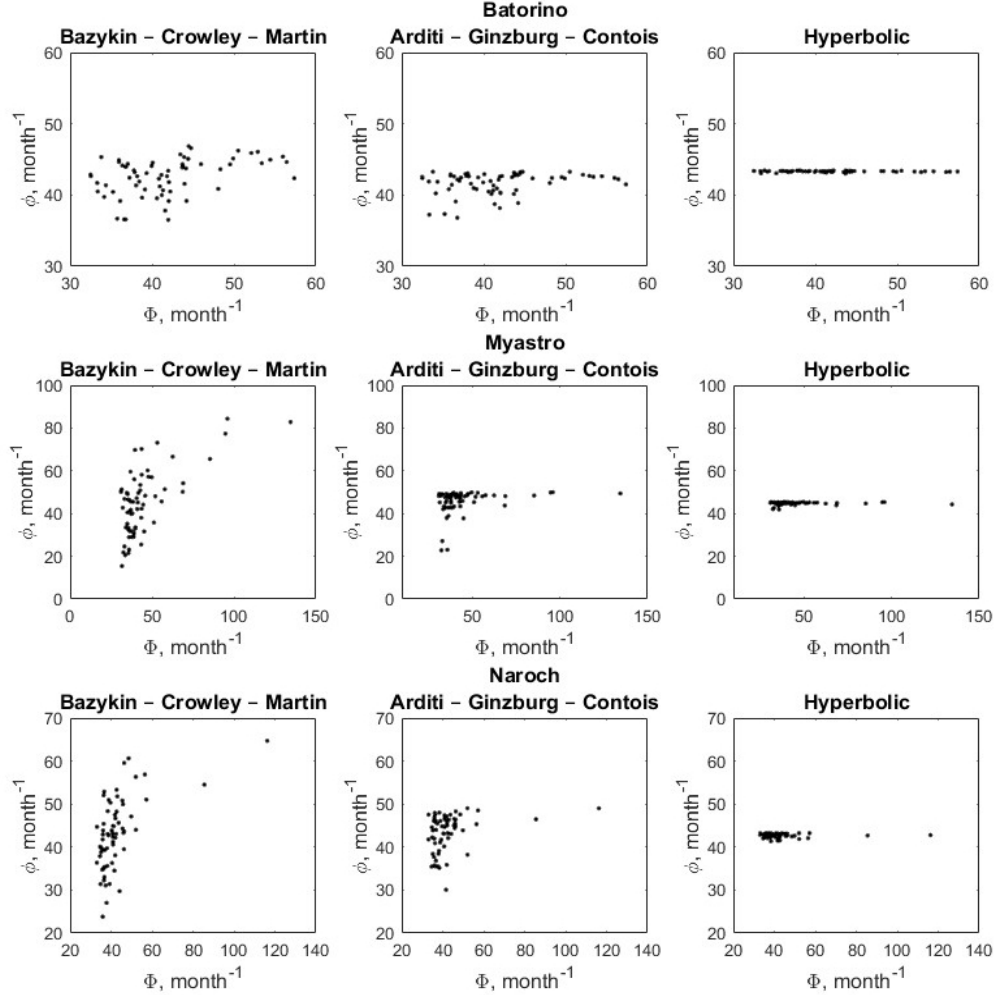 Batorino
Bazykin – Crowley – Martin
Arditi – Ginzburg – Contois
Hyperbolic
60
50
40
30
ϕ, month-1
30 40 50 60
Φ, month-1
60
50
40
30
ϕ, month-1
30 40 50 60
Φ, month-1
60
50
40
30
ϕ, month-1
30 40 50 60
Φ, month-1
Myastro
Bazykin – Crowley – Martin
Arditi – Ginzburg – Contois
Hyperbolic
100
80
60
40
20
0
ϕ, month-1
0 50 100 150
Φ, month-1
100
80
60
40
20
0
ϕ, month-1
50 100 150
Φ, month-1
100
80
60
40
20
0
ϕ, month-1
50 100 150
Φ, month-1
Naroch
Bazykin – Crowley – Martin
Arditi – Ginzburg – Contois
Hyperbolic
70
60
50
40
30
20
ϕ, month-1
20 40 60 80 100 120 140
Φ, month-1
70
60
50
40
30
20
ϕ, month-1
20 40 60 80 100 120 140
Φ, month-1
70
60
50
40
30
20
ϕ, month-1
20 40 60 80 100 120 140
Φ, month-1